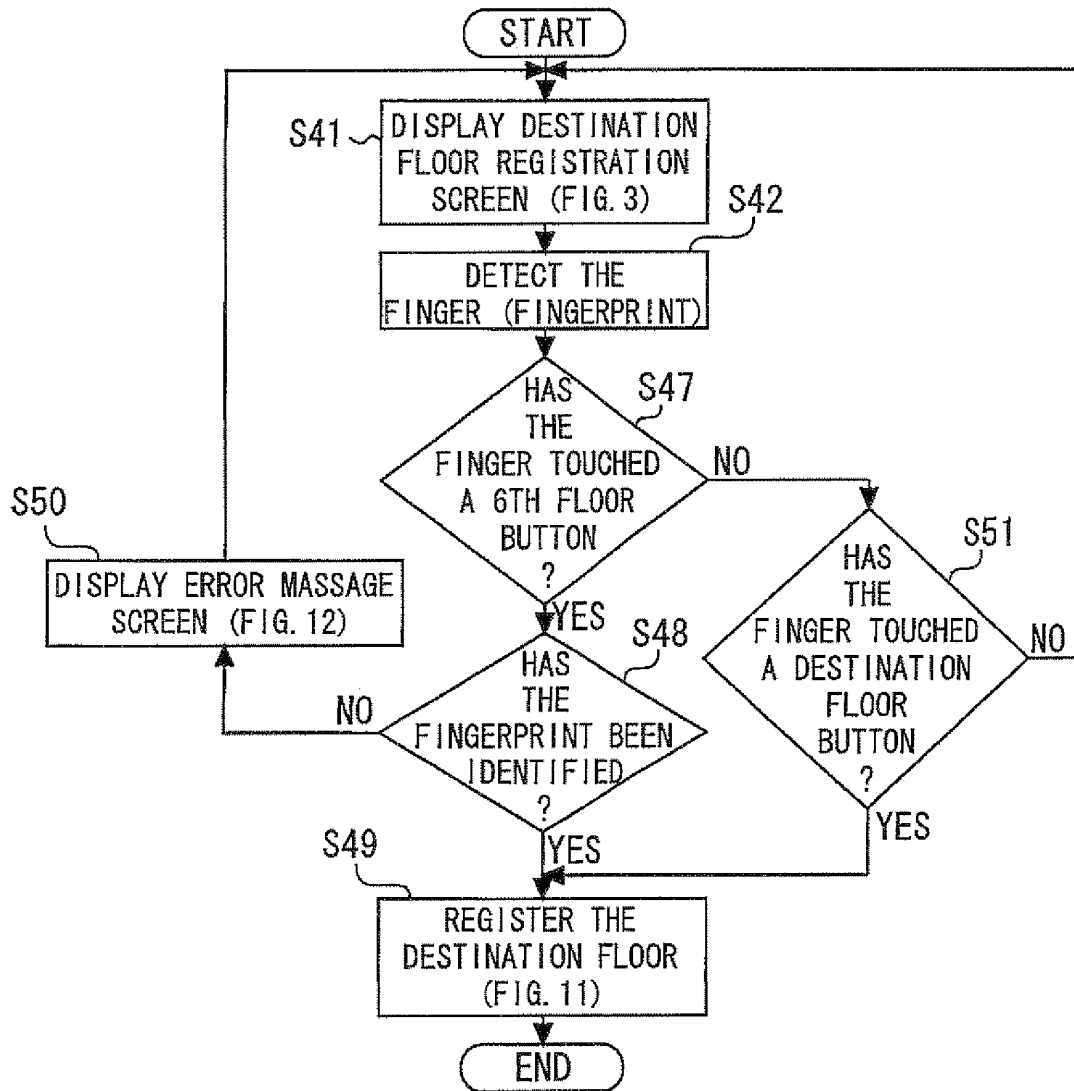 START
S41
DISPLAY DESTINATION
FLOOR REGISTRATION
SCREEN (FIG. 3)
S42
DETECT THE
FINGER (FINGERPRINT)
S47
HAS
THE
FINGER TOUCHED
A 6TH FLOOR
BUTTON
?
NO
YES
S50
DISPLAY ERROR MASSAGE
SCREEN (FIG. 12)
S51
HAS
THE
FINGER TOUCHED
A DESTINATION
FLOOR
BUTTON
?
NO
YES
S48
HAS
THE
FINGERPRINT BEEN
IDENTIFIED
?
NO
YES
S49
REGISTER THE
DESTINATION FLOOR
(FIG. 11)
END